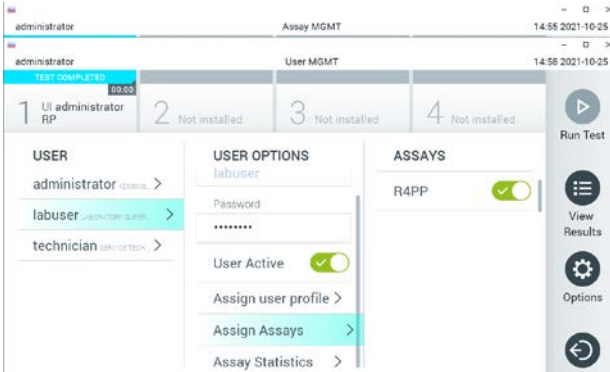 administrator Assay MGMT 14:55 2021-10-25
administrator User MGMT 14:58 2021-10-25
TEST COMPLETED
00:00
1 UI administrator RP
2 Not installed
3 Not installed
4 Not installed
Run Test
USER
administrator
labuser
technician
USER OPTIONS
labuser
Password
User Active
Assign user profile
Assign Assays
Assay Statistics
ASSAYS
R4PP
View
Results
Options